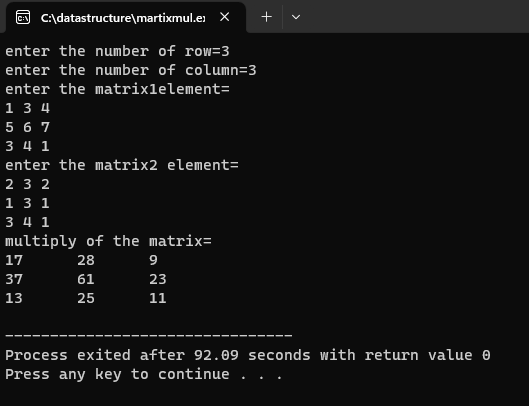 C:\datastructure\martixmul.ex
enter the number of row=3
enter the number of column=3
enter the matrix1element=
1 3 4
5 6 7
3 4 1
enter the matrix2 element=
2 3 2
1 3 1
3 4 1
multiply of the matrix=
17 28 9
37 61 23
13 25 11
--------------------------------
Process exited after 92.09 seconds with return value 0
Press any key to continue . . .